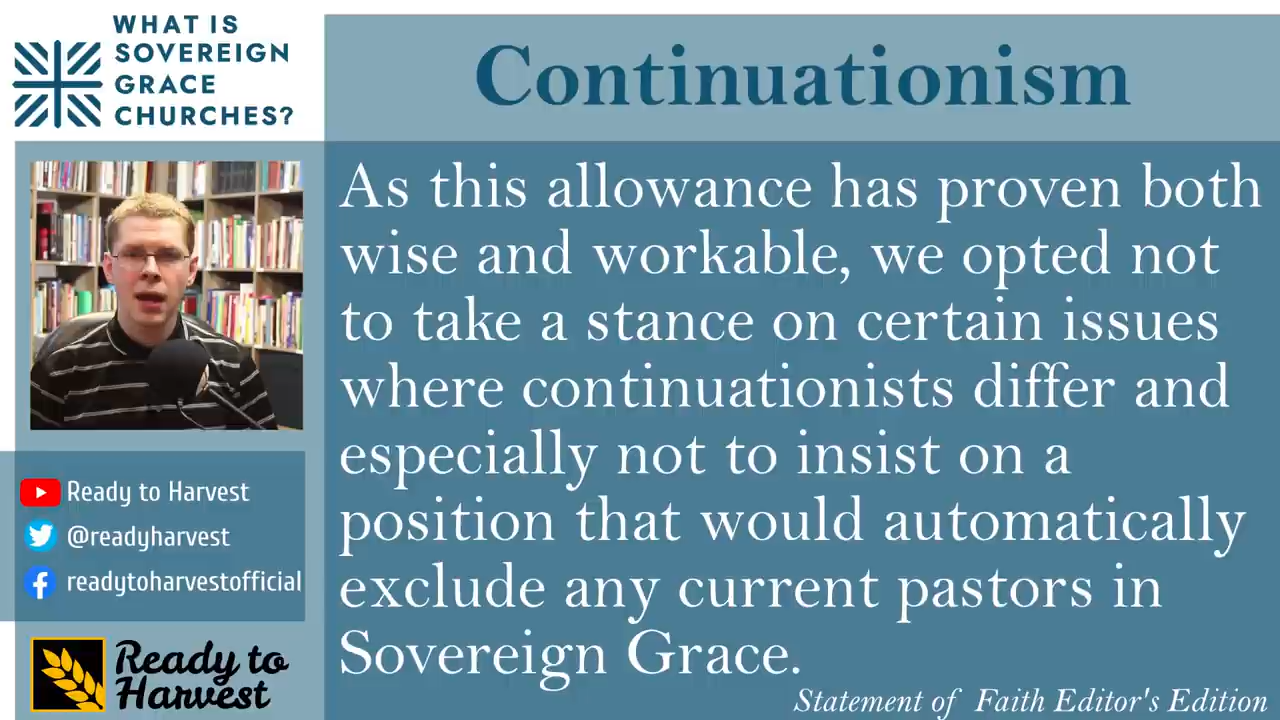 WHAT IS
SOVEREIGN
GRACE
CHURCHES?
Continuationism
As this allowance has proven both
wise and workable, we opted not
to take a stance on certain issues
where continuationists differ and
especially not to insist on a
position that would automatically
exclude any current pastors in
Sovereign Grace.
Statement of Faith Editor's Edition
Ready to Harvest
@readyharvest
readytoharvestofficial
Ready to
Harvest